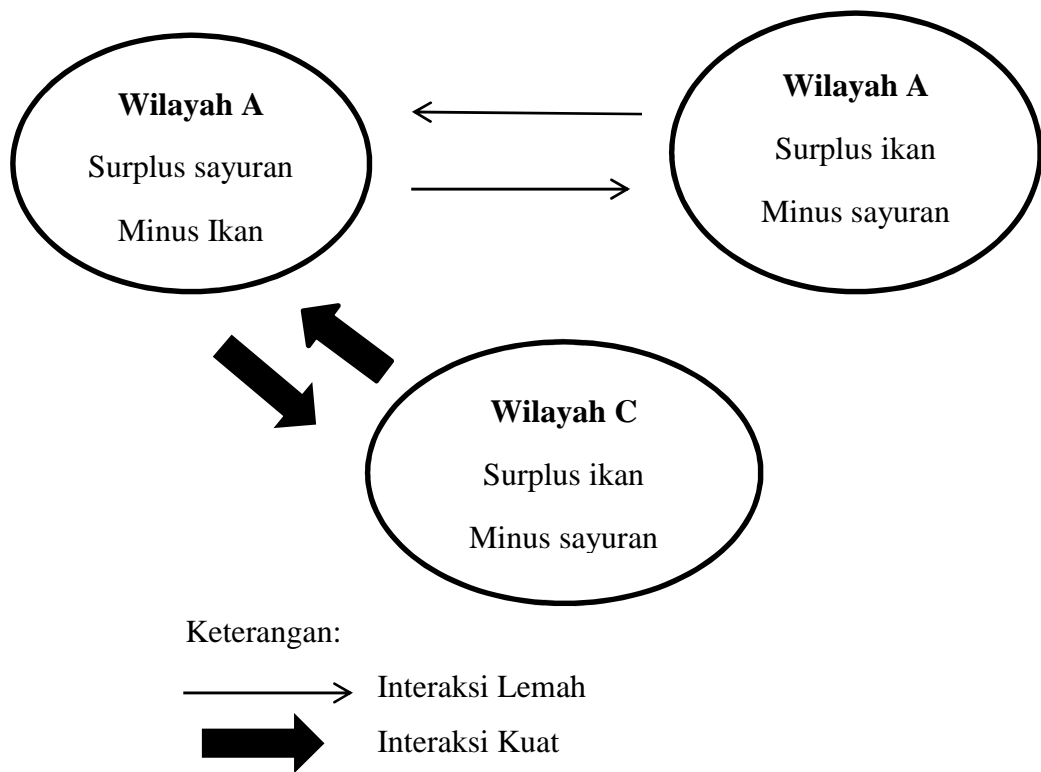 Wilayah A
Surplus sayuran
Minus Ikan
Wilayah A
Surplus ikan
Minus sayuran
Wilayah C
Surplus ikan
Minus sayuran
Keterangan:
Interaksi Lemah
Interaksi Kuat